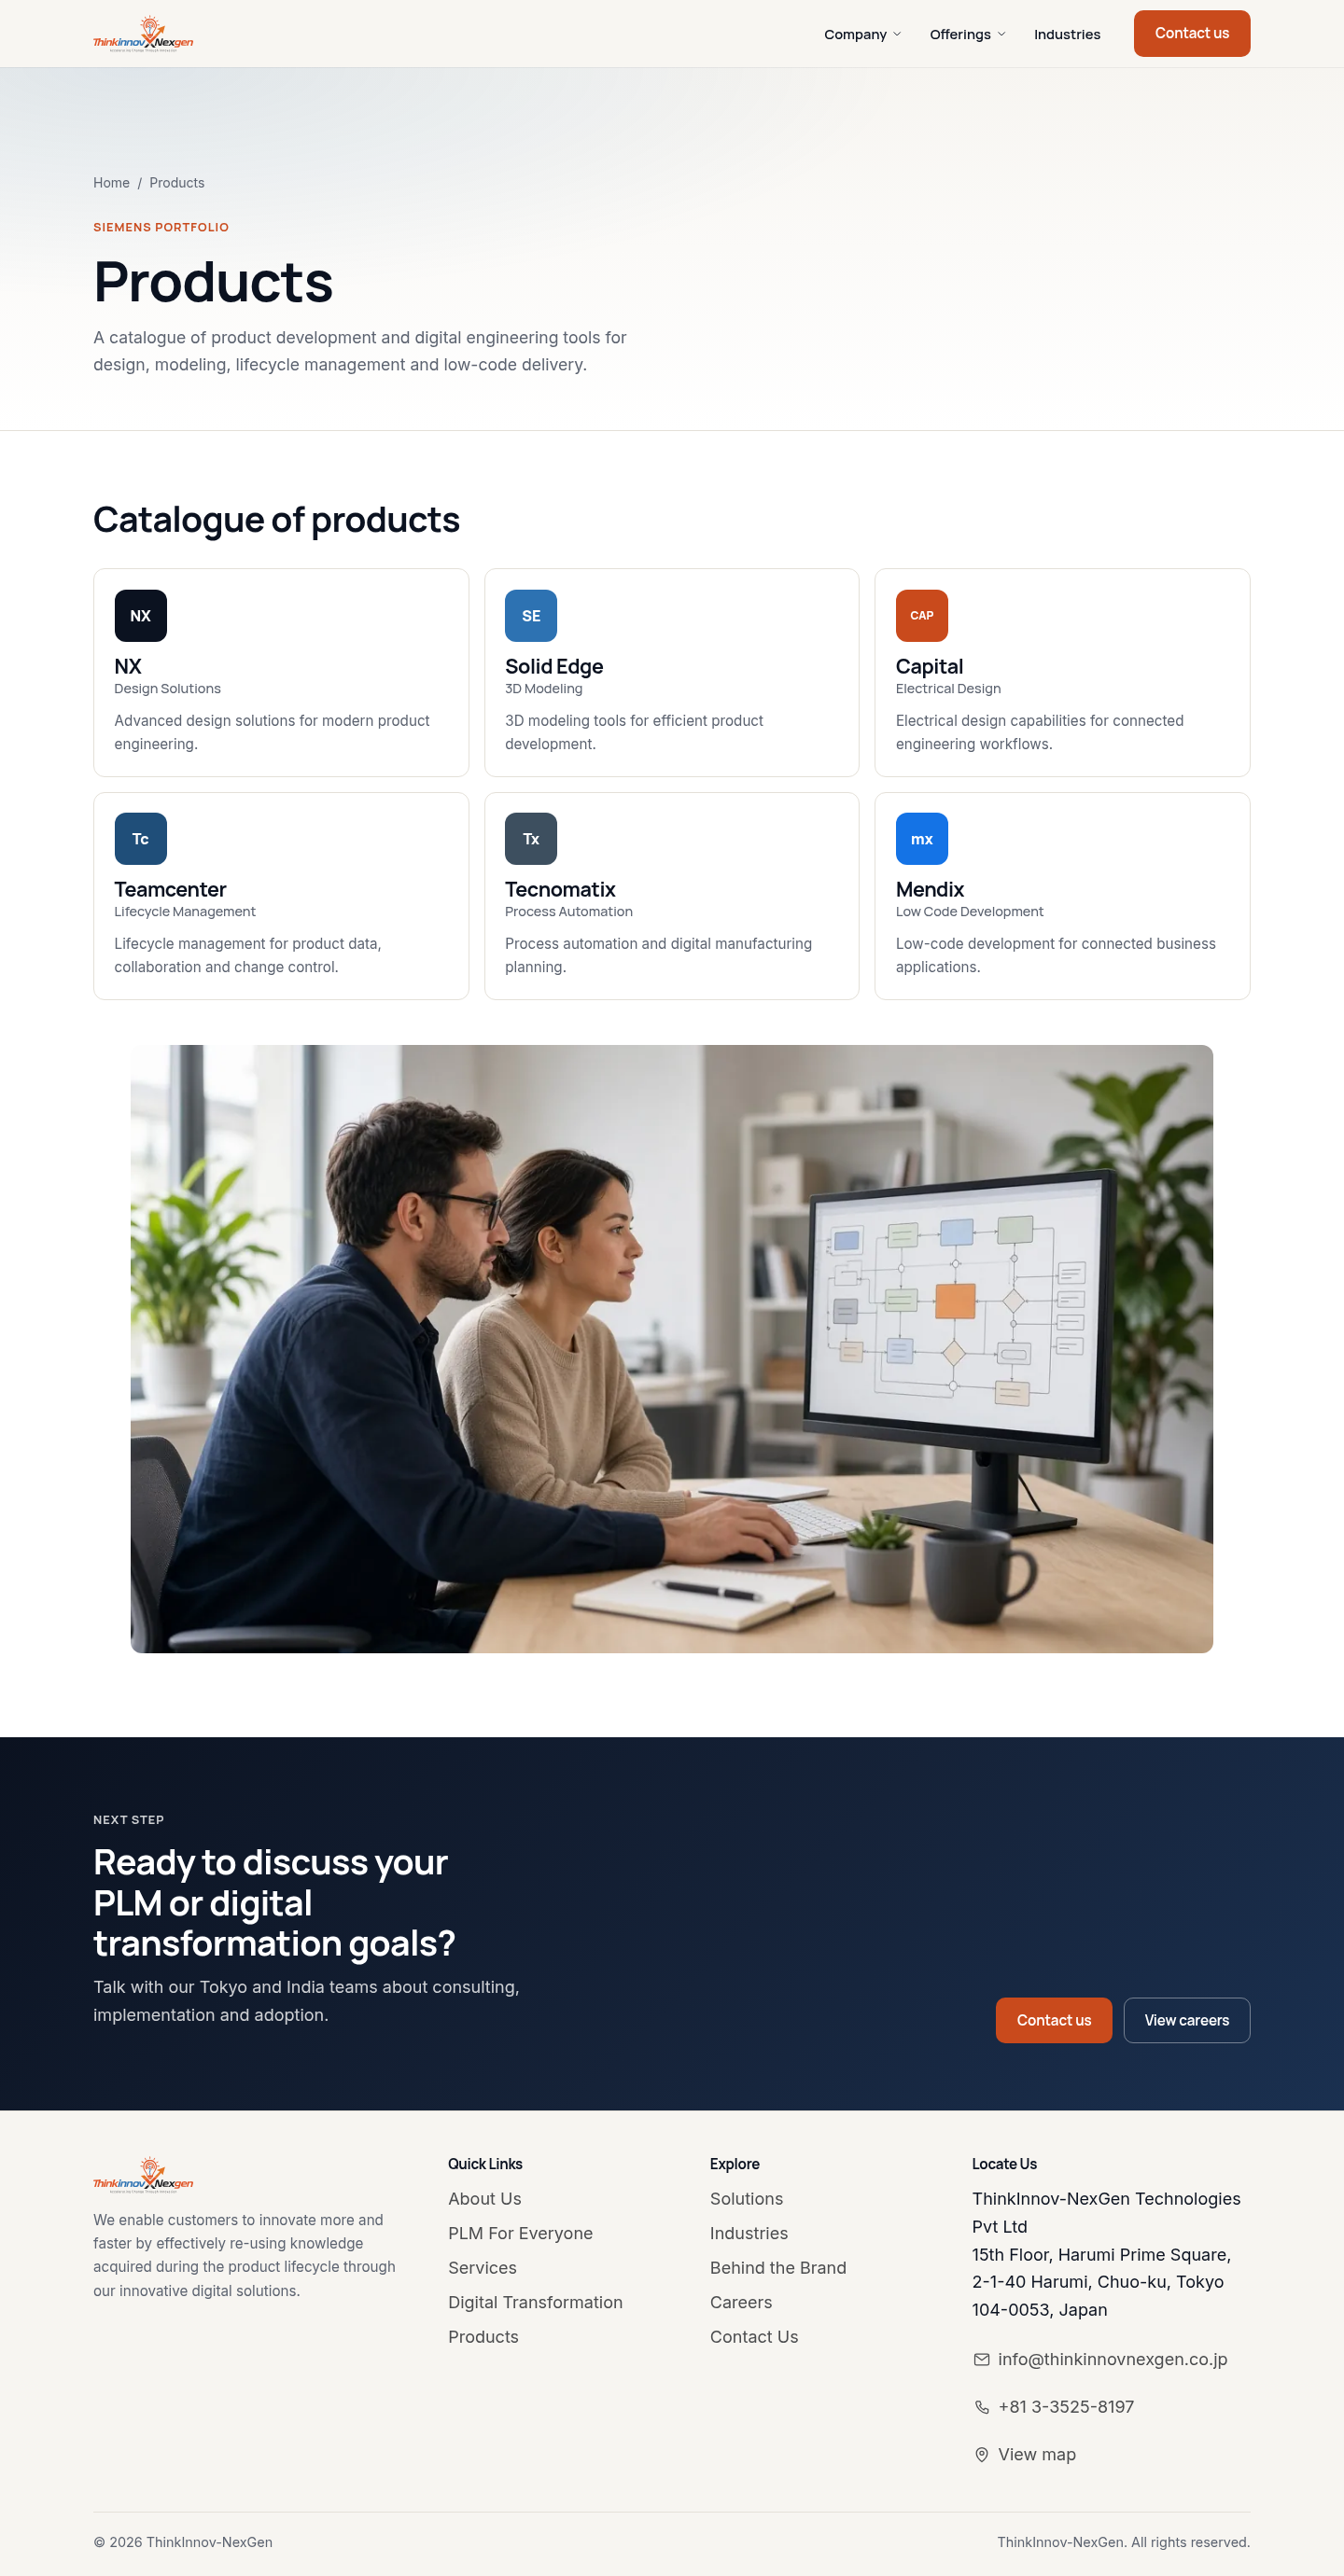 ThinkinnovXNexgen
Company
Offerings
Industries
Contact us
Home / Products
SIEMENS PORTFOLIO
Products
A catalogue of product development and digital engineering tools for
design, modeling, lifecycle management and low-code delivery.
Catalogue of products
NX
NX
Design Solutions
Advanced design solutions for modern product
engineering.
SE
Solid Edge
3D Modeling
3D modeling tools for efficient product
development.
CAP
Capital
Electrical Design
Electrical design capabilities for connected
engineering workflows.
Tc
Teamcenter
Lifecycle Management
Lifecycle management for product data,
collaboration and change control.
Tx
Tecnomatix
Process Automation
Process automation and digital manufacturing
planning.
mx
Mendix
Low Code Development
Low-code development for connected business
applications.
NEXT STEP
Ready to discuss your
PLM or digital
transformation goals?
Talk with our Tokyo and India teams about consulting,
implementation and adoption.
Contact us
View careers
ThinkinnovXNexgen
We enable customers to innovate more and
faster by effectively re-using knowledge
acquired during the product lifecycle through
our innovative digital solutions.
Quick Links
About Us
PLM For Everyone
Services
Digital Transformation
Products
Explore
Solutions
Industries
Behind the Brand
Careers
Contact Us
Locate Us
ThinkInnov-NexGen Technologies
Pvt Ltd
15th Floor, Harumi Prime Square,
2-1-40 Harumi, Chuo-ku, Tokyo
104-0053, Japan
info@thinkinnovnexgen.co.jp
+81 3-3525-8197
View map
© 2026 ThinkInnov-NexGen
ThinkInnov-NexGen. All rights reserved.